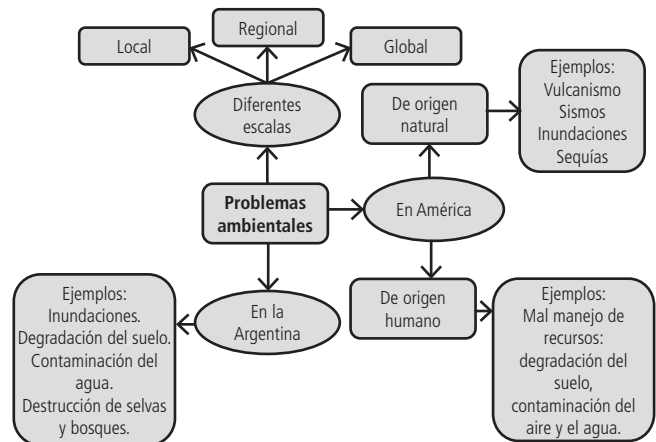 Local
Regional
Global
Diferentes
escalas
De origen
natural
Ejemplos:
Vulcanismo
Sismos
Inundaciones
Sequías
Problemas
ambientales
En América
Ejemplos:
Inundaciones.
Degradación del suelo.
Contaminación del
agua.
Destrucción de selvas
y bosques.
En la
Argentina
De origen
humano
Ejemplos:
Mal manejo de
recursos:
degradación del
suelo,
contaminación del
aire y el agua.